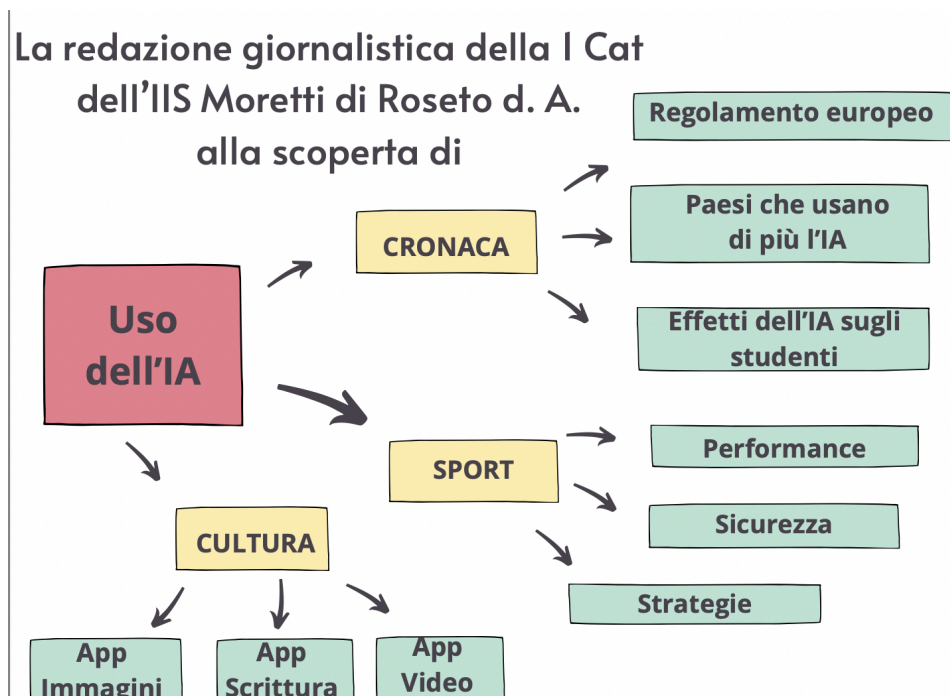 La redazione giornalistica della I Cat
dell'IIS Moretti di Roseto d. A.
alla scoperta di
Uso
dell'IA
CRONACA
Regolamento europeo
Paesi che usano
di più l'IA
Effetti dell'IA sugli
studenti
SPORT
Performance
Sicurezza
Strategie
CULTURA
App
Immagini
App
Scrittura
App
Video